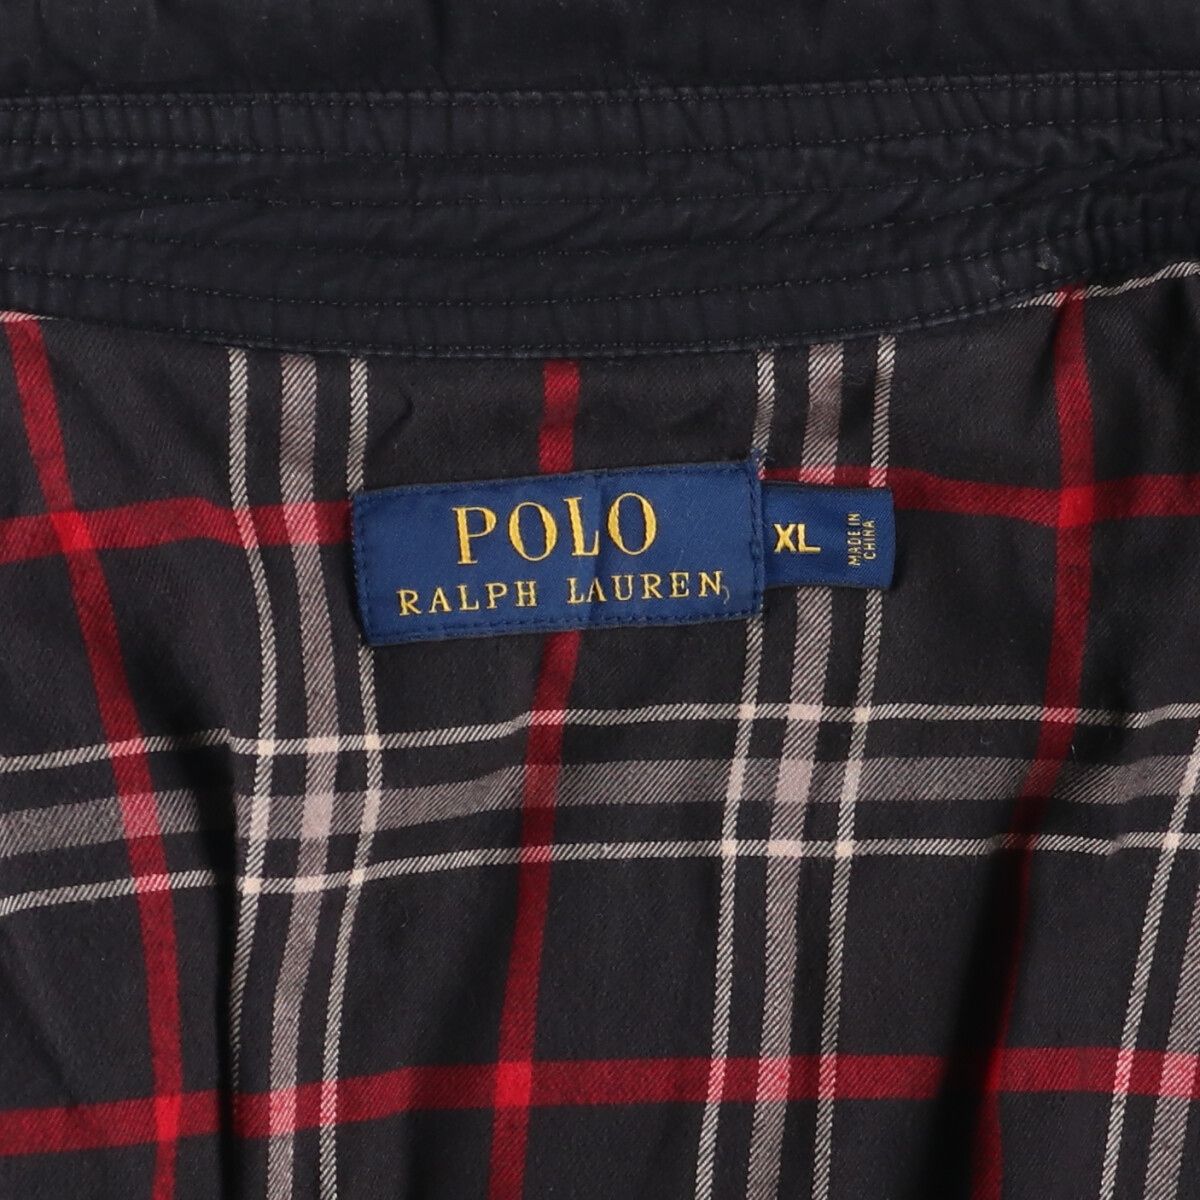 POLO
RALPH LAUREN
XL
MADE IN
CHINA